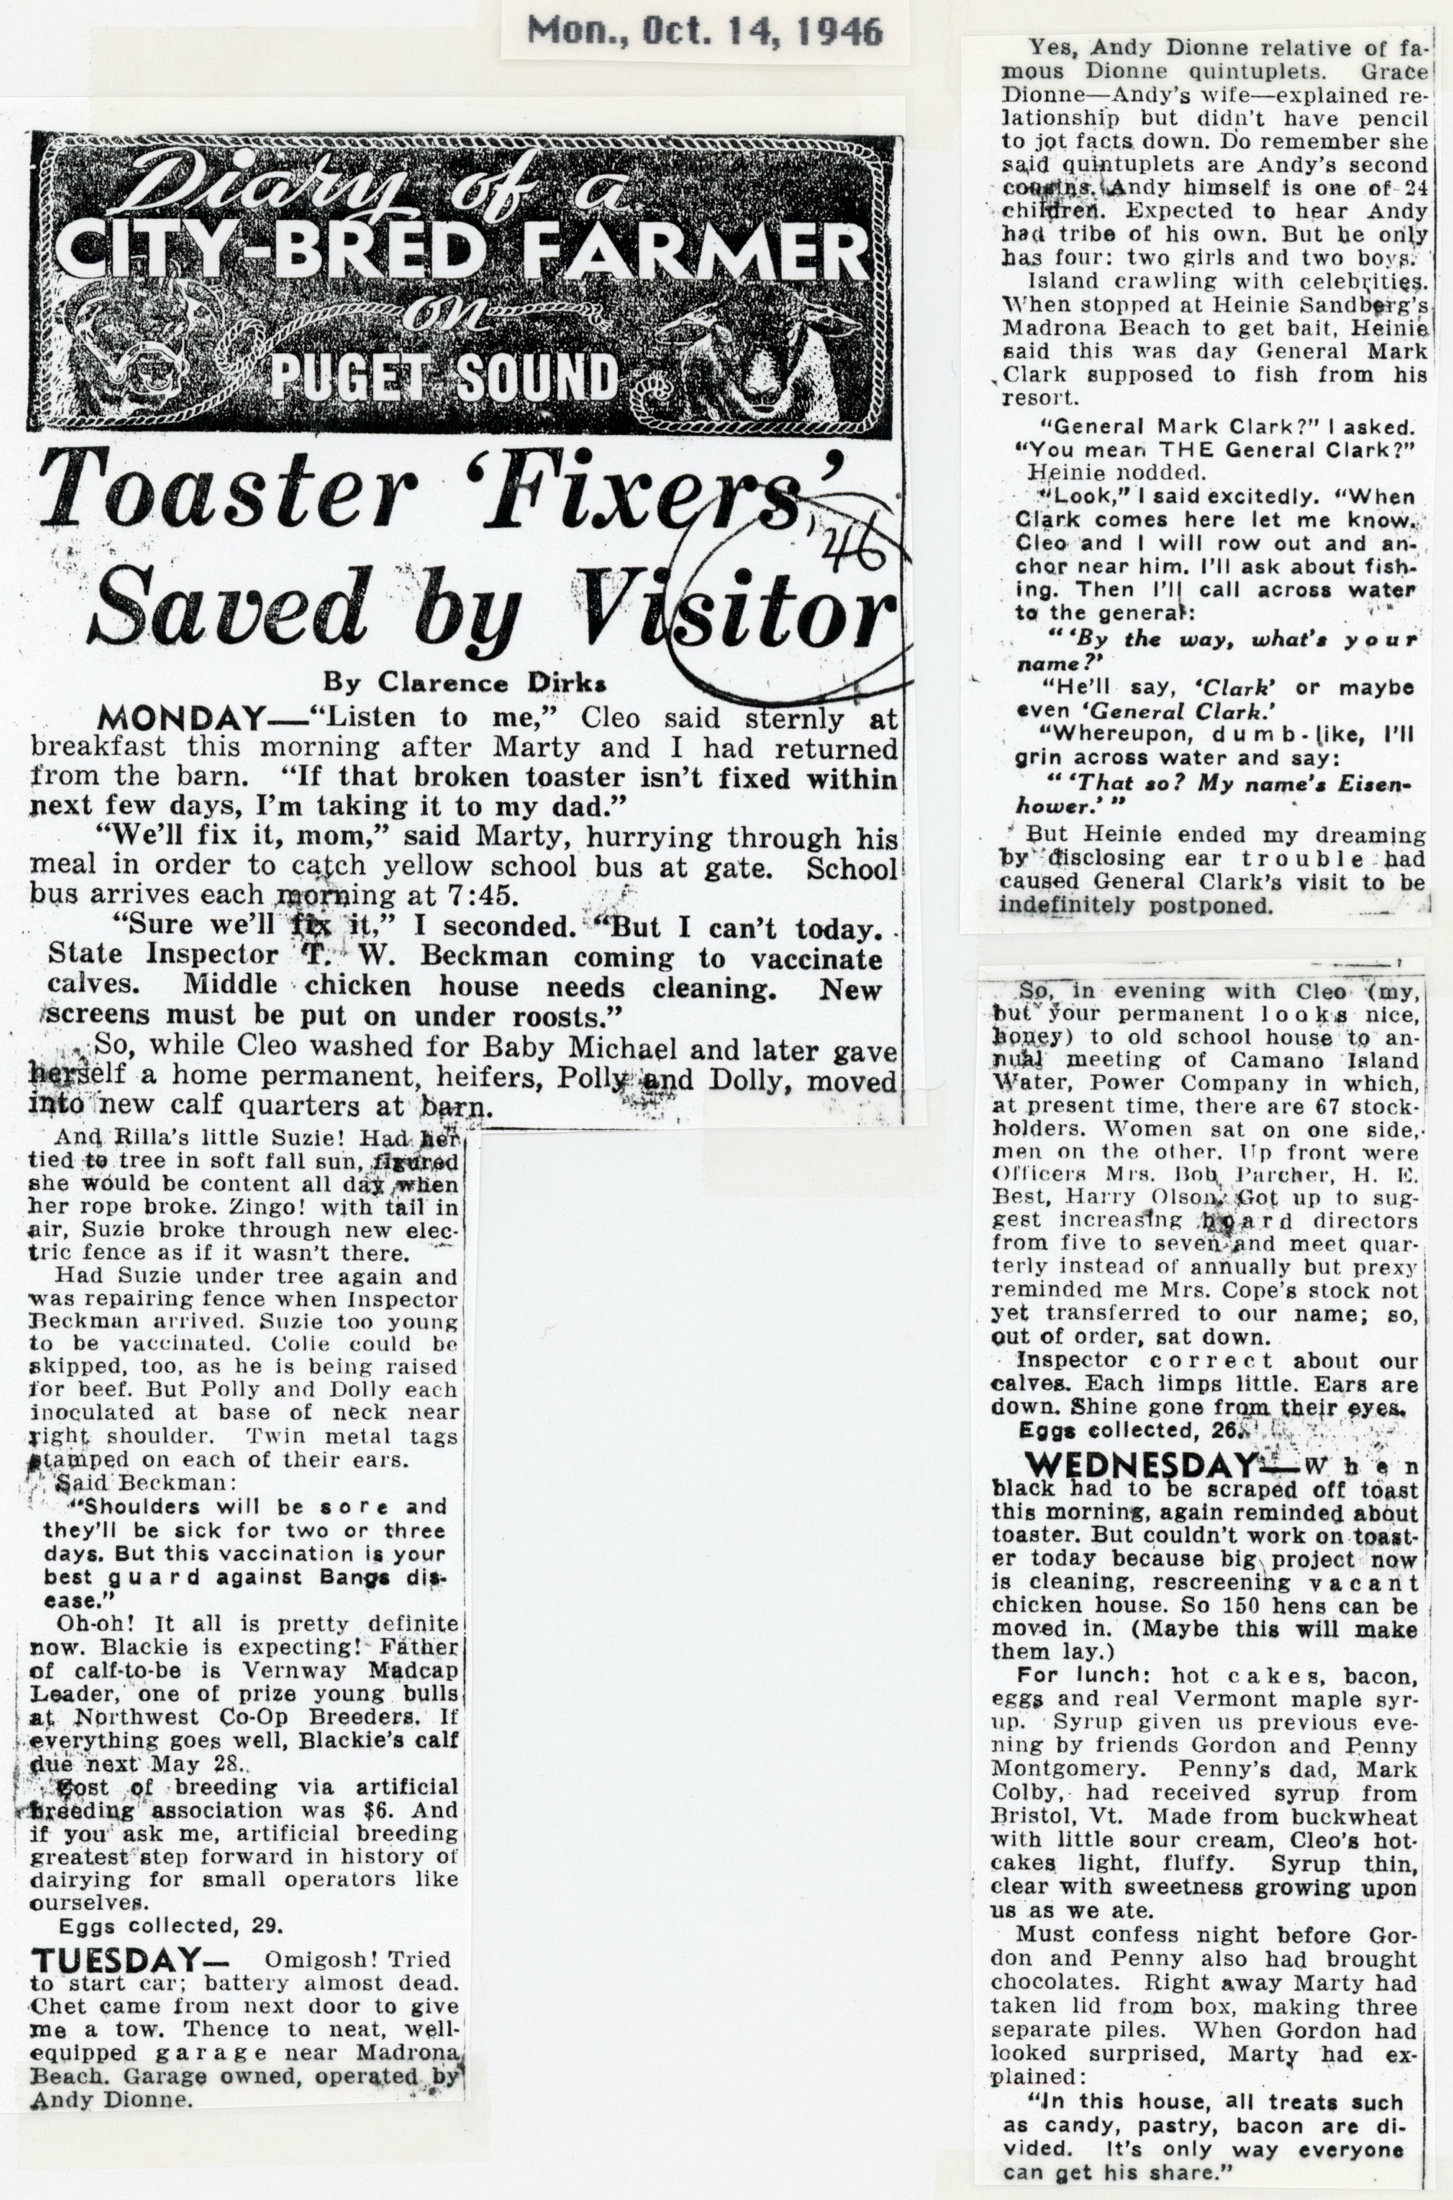 Mon., Oct. 14, 1946
Diary of a
CITY-BRED FARMER
on
PUGET SOUND
Toaster ‘Fixers’
Saved by Visitor
'46
By Clarence Dirks
MONDAY—“Listen to me,” Cleo said sternly at
breakfast this morning after Marty and I had returned
from the barn. “If that broken toaster isn’t fixed within
next few days, I’m taking it to my dad.”
“We’ll fix it, mom,” said Marty, hurrying through his
meal in order to catch yellow school bus at gate. School
bus arrives each morning at 7:45.
“Sure we’ll fix it,” I seconded. “But I can’t today.
State Inspector T. W. Beckman coming to vaccinate
calves. Middle chicken house needs cleaning. New
screens must be put on under roosts.”
So, while Cleo washed for Baby Michael and later gave
herself a home permanent, heifers, Polly and Dolly, moved
into new calf quarters at barn.
And Rilla’s little Suzie! Had her
tied to tree in soft fall sun, figured
she would be content all day when
her rope broke. Zingo! with tail in
air, Suzie broke through new elec-
tric fence as if it wasn’t there.
Had Suzie under tree again and
was repairing fence when Inspector
Beckman arrived. Suzie too young
to be vaccinated. Colie could be
skipped, too, as he is being raised
for beef. But Polly and Dolly each
inoculated at base of neck near
right shoulder. Twin metal tags
stamped on each of their ears.
Said Beckman:
“Shoulders will be sore and
they’ll be sick for two or three
days. But this vaccination is your
best guard against Bangs dis-
ease.”
Oh-oh! It all is pretty definite
now. Blackie is expecting! Father
of calf-to-be is Vernway Madcap
Leader, one of prize young bulls
at Northwest Co-Op Breeders. If
everything goes well, Blackie’s calf
due next May 28.
Cost of breeding via artificial
breeding association was $6. And
if you ask me, artificial breeding
greatest step forward in history of
dairying for small operators like
ourselves.
Eggs collected, 29.
TUESDAY— Omigosh! Tried
to start car; battery almost dead.
Chet came from next door to give
me a tow. Thence to neat, well-
equipped garage near Madrona
Beach. Garage owned, operated by
Andy Dionne.
Yes, Andy Dionne relative of fa-
mous Dionne quintuplets. Grace
Dionne—Andy’s wife—explained re-
lationship but didn’t have pencil
to jot facts down. Do remember she
said quintuplets are Andy’s second
cousins. Andy himself is one of 24
children. Expected to hear Andy
had tribe of his own. But he only
has four: two girls and two boys.
Island crawling with celebrities.
When stopped at Heinie Sandberg’s
Madrona Beach to get bait, Heinie
said this was day General Mark
Clark supposed to fish from his
resort.
“General Mark Clark?” I asked.
“You mean THE General Clark?”
Heinie nodded.
“Look,” I said excitedly. “When
Clark comes here let me know.
Cleo and I will row out and an-
chor near him. I’ll ask about fish-
ing. Then I’ll call across water
to the general:
“ ‘By the way, what’s your
name?’
“He’ll say, ‘Clark’ or maybe
even ‘General Clark.’
“Whereupon, dumb-like, I’ll
grin across water and say:
“ ‘That so? My name’s Eisen-
hower.’ ”
But Heinie ended my dreaming
by disclosing ear trouble had
caused General Clark’s visit to be
indefinitely postponed.
So, in evening with Cleo (my,
but your permanent looks nice,
honey) to old school house to an-
nual meeting of Camano Island
Water, Power Company in which,
at present time, there are 67 stock-
holders. Women sat on one side,
men on the other. Up front were
Officers Mrs. Bob Parcher, H. E.
Best, Harry Olson. Got up to sug-
gest increasing board directors
from five to seven and meet quar-
terly instead of annually but prexy
reminded me Mrs. Cope’s stock not
yet transferred to our name; so,
out of order, sat down.
Inspector correct about our
calves. Each limps little. Ears are
down. Shine gone from their eyes.
Eggs collected, 26.
WEDNESDAY—When
black had to be scraped off toast
this morning, again reminded about
toaster. But couldn’t work on toast-
er today because big project now
is cleaning, rescreening vacant
chicken house. So 150 hens can be
moved in. (Maybe this will make
them lay.)
For lunch: hot cakes, bacon,
eggs and real Vermont maple syr-
up. Syrup given us previous eve-
ning by friends Gordon and Penny
Montgomery. Penny’s dad, Mark
Colby, had received syrup from
Bristol, Vt. Made from buckwheat
with little sour cream, Cleo’s hot-
cakes light, fluffy. Syrup thin,
clear with sweetness growing upon
us as we ate.
Must confess night before Gor-
don and Penny also had brought
chocolates. Right away Marty had
taken lid from box, making three
separate piles. When Gordon had
looked surprised, Marty had ex-
plained:
“In this house, all treats such
as candy, pastry, bacon are di-
vided. It’s only way everyone
can get his share.”